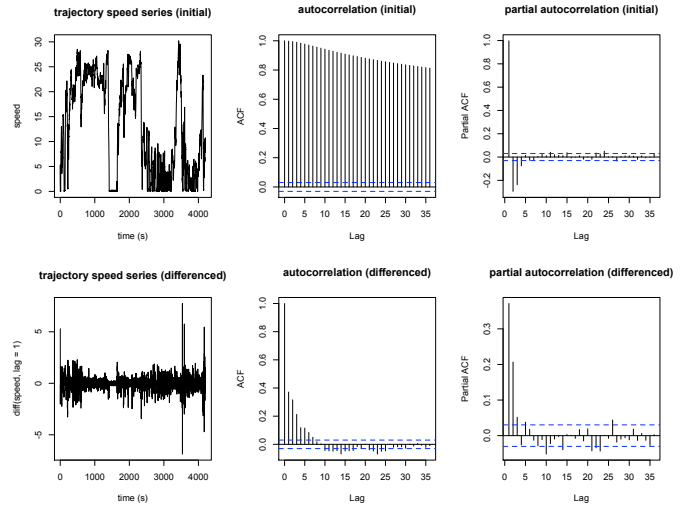 trajectory speed series (initial)
speed
0 5 10 15 20 25 30
0 1000 2000 3000 4000
time (s)
autocorrelation (initial)
ACF
0.0 0.2 0.4 0.6 0.8 1.0
0 5 10 15 20 25 30 35
Lag
partial autocorrelation (initial)
Partial ACF
-0.2 0.0 0.2 0.4 0.6 0.8 1.0
0 5 10 15 20 25 30 35
Lag
trajectory speed series (differenced)
diff(speed, lag = 1)
-5 0 5
0 1000 2000 3000 4000
time (s)
autocorrelation (differenced)
ACF
0.0 0.2 0.4 0.6 0.8 1.0
0 5 10 15 20 25 30 35
Lag
partial autocorrelation (differenced)
Partial ACF
0.0 0.1 0.2 0.3
0 5 10 15 20 25 30 35
Lag